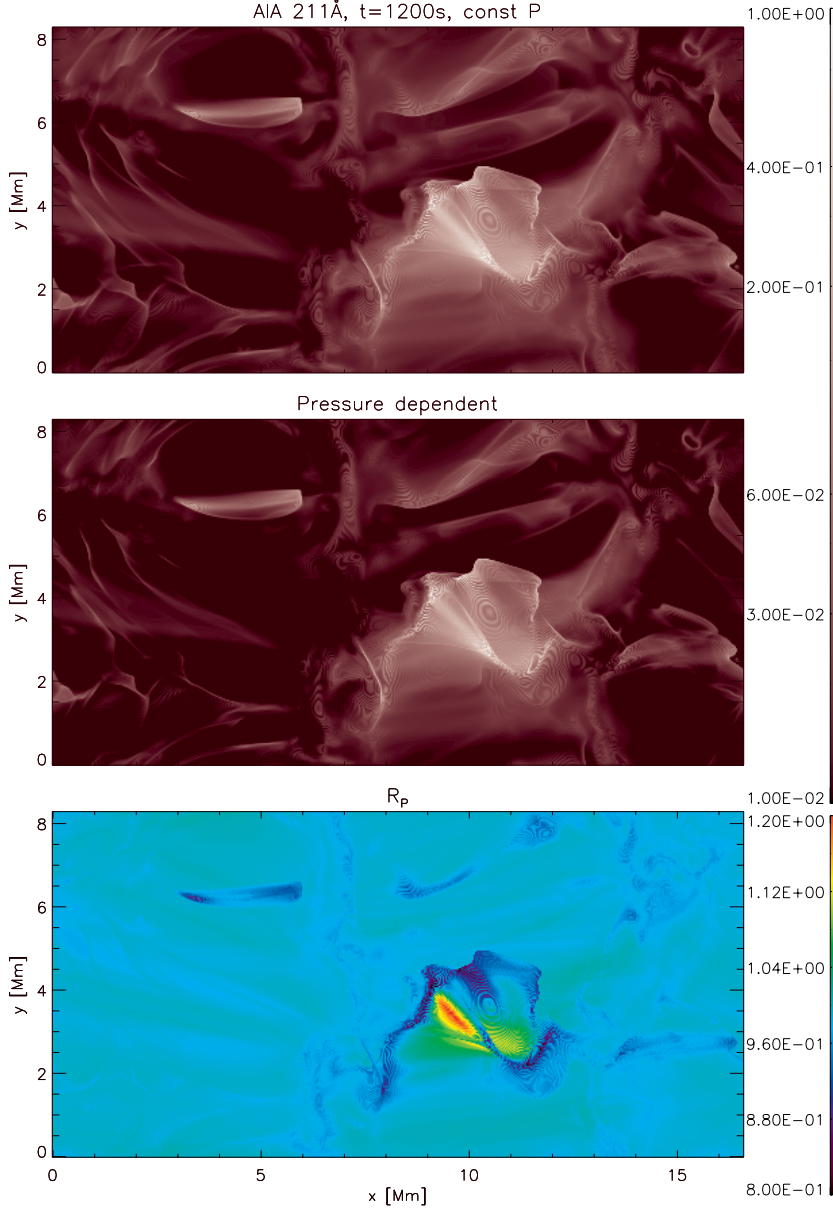 AIA 211Å, t=1200s, const P
1.00E+00
8
6
4.00E-01
y [Mm]
4
2.00E-01
2
0
Pressure dependent
8
6.00E-02
6
y [Mm]
4
3.00E-02
2
0
1.00E-02
R_P
1.20E+00
8
1.12E+00
6
1.04E+00
y [Mm]
4
9.60E-01
2
8.80E-01
0
8.00E-01
0 5 10 15
x [Mm]